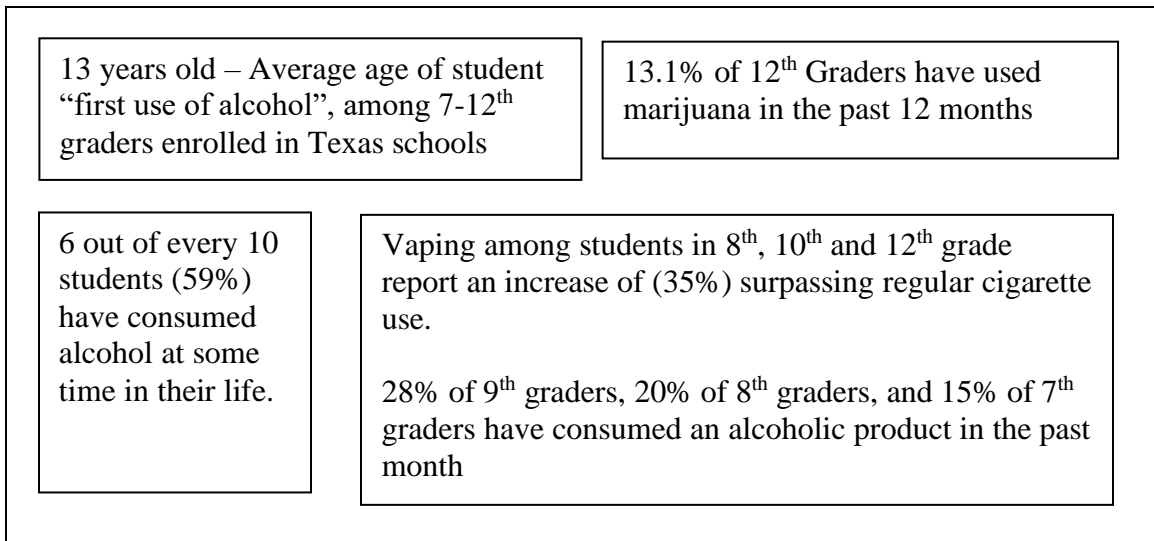 13 years old – Average age of student
“first use of alcohol”, among 7-12th
graders enrolled in Texas schools
13.1% of 12th Graders have used
marijuana in the past 12 months
6 out of every 10
students (59%)
have consumed
alcohol at some
time in their life.
Vaping among students in 8th, 10th and 12th grade
report an increase of (35%) surpassing regular cigarette
use.
28% of 9th graders, 20% of 8th graders, and 15% of 7th
graders have consumed an alcoholic product in the past
month